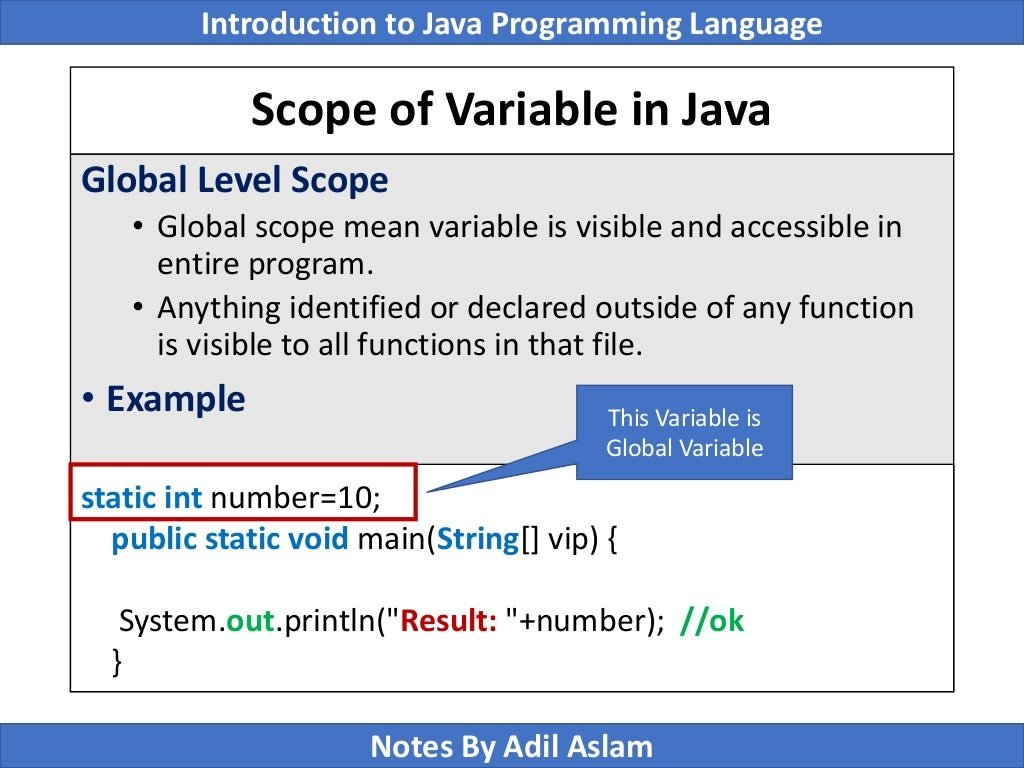 Introduction to Java Programming Language
Scope of Variable in Java
Global Level Scope
• Global scope mean variable is visible and accessible in
entire program.
• Anything identified or declared outside of any function
is visible to all functions in that file.
• Example
This Variable is
Global Variable
static int number=10;
public static void main(String[] vip) {
System.out.println("Result: "+number); //ok
}
Notes By Adil Aslam